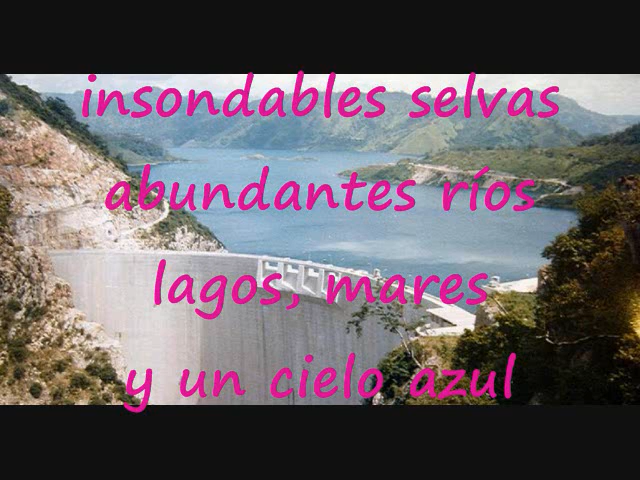 insondables selvas
abundantes ríos
lagos, mares
y un cielo azul